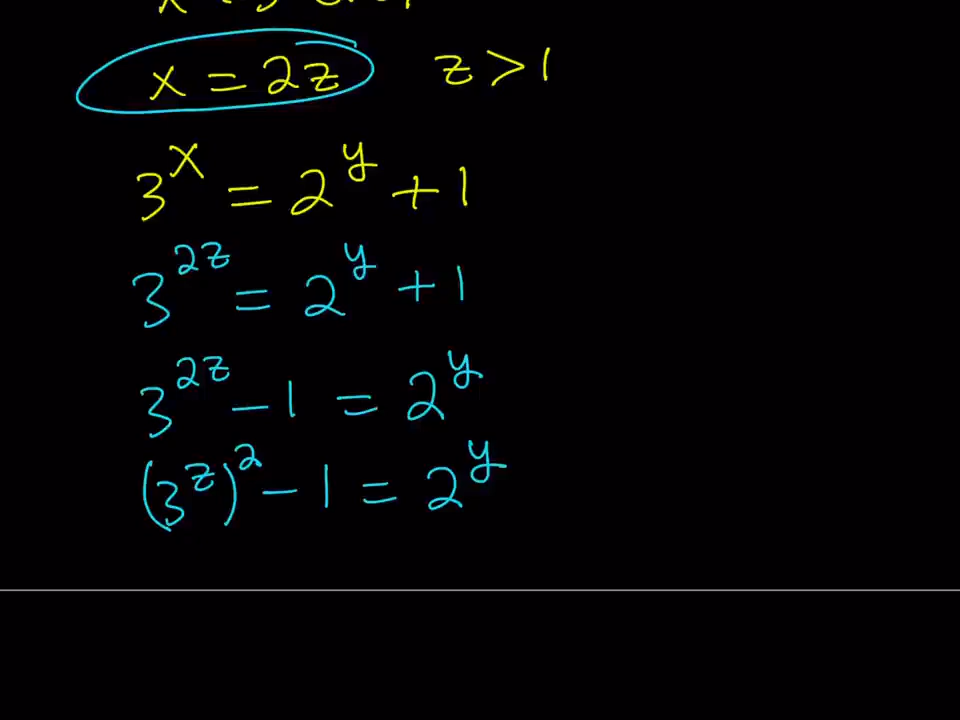 x = 2z z > 1
3^x = 2^y + 1
3^2z = 2^y + 1
3^2z - 1 = 2^y
(3^z)^2 - 1 = 2^y